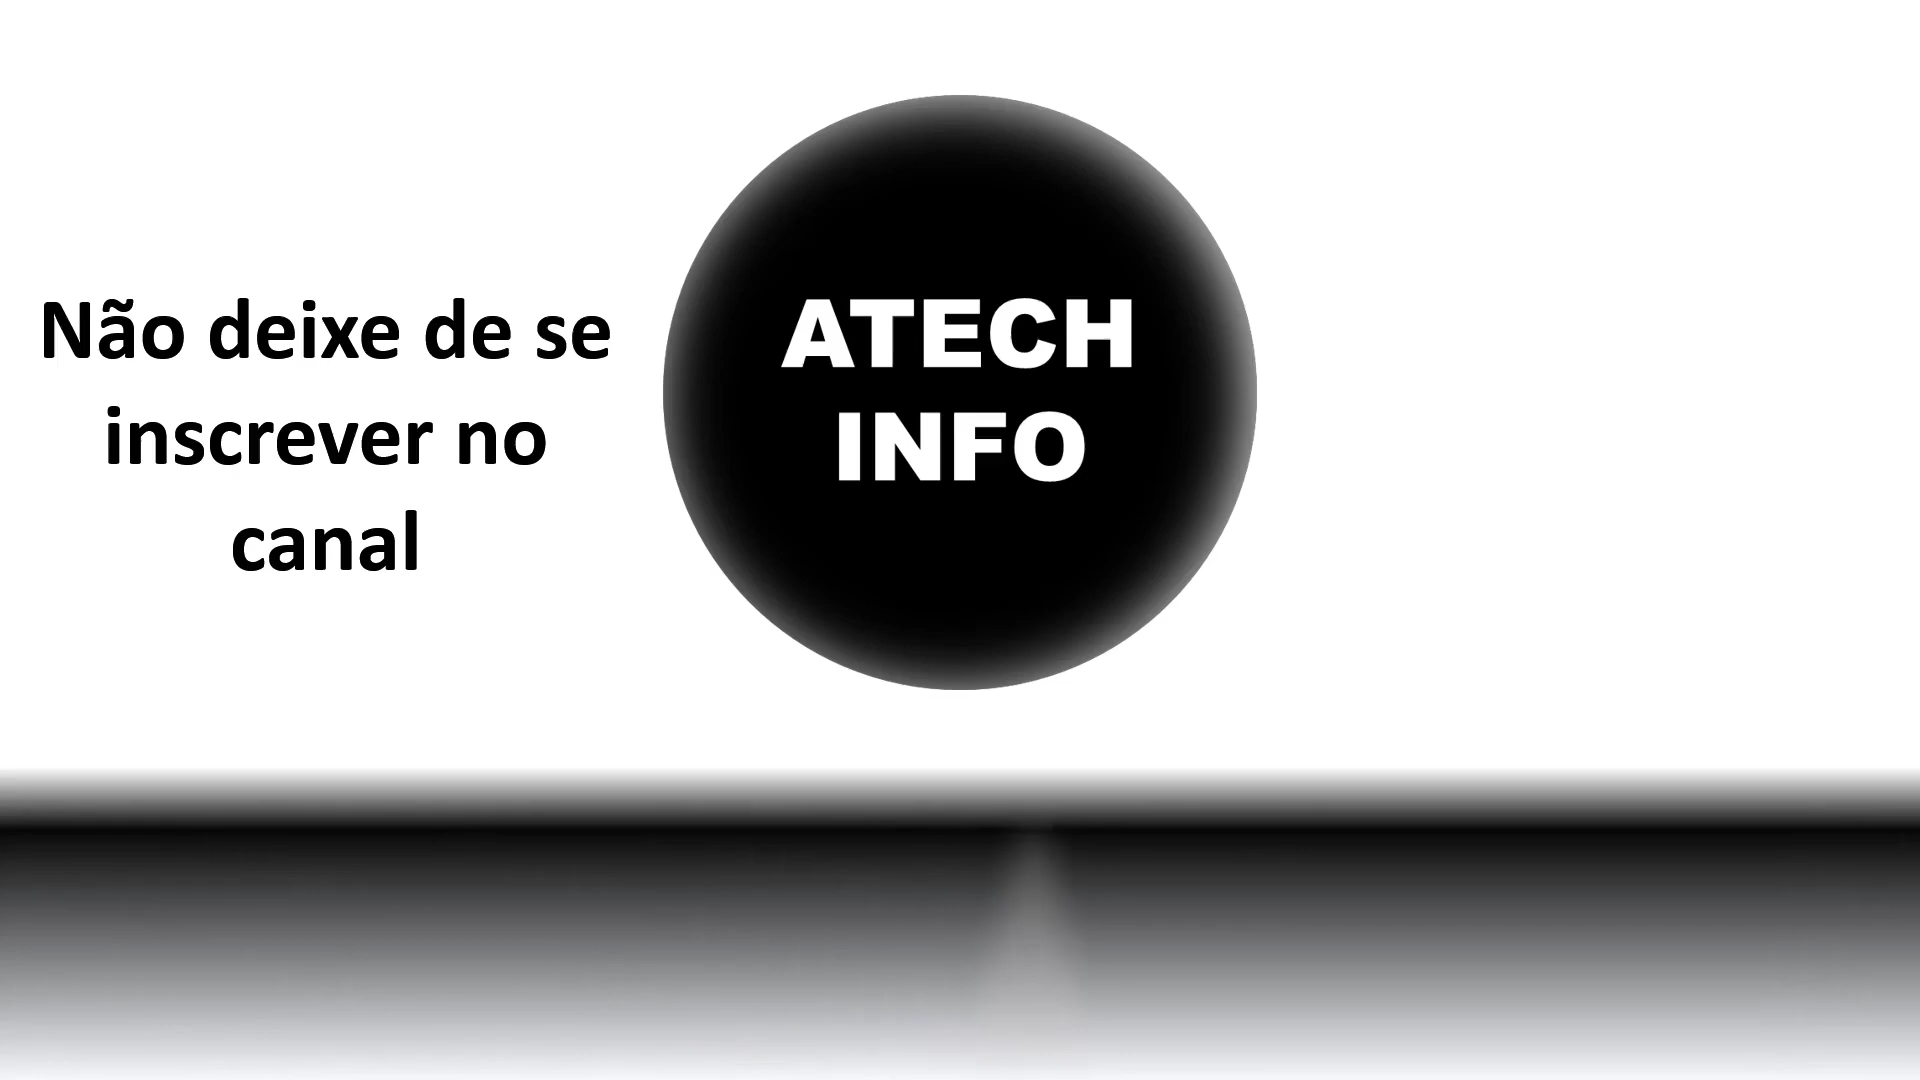 Não deixe de se
inscrever no
canal
ATECH
INFO